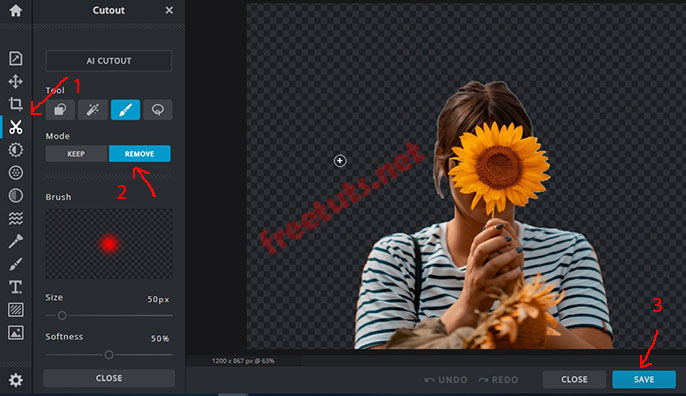 Cutout
AI CUTOUT
1
Tool
Mode
KEEP
REMOVE
2
Brush
Size
50px
Softness
50%
CLOSE
freetuts.net
3
1200 x 867 px @ 63%
UNDO
REDO
CLOSE
SAVE